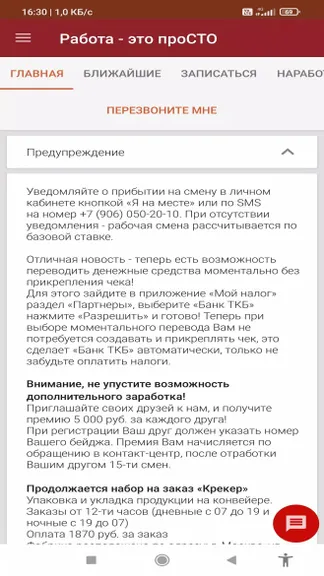 16:30 | 1,0 КБ/с
69
Работа - это проСТО
ГЛАВНАЯ БЛИЖАЙШИЕ ЗАПИСАТЬСЯ НАРАБО
ПЕРЕЗВОНИТЕ МНЕ
Предупреждение
Уведомляйте о прибытии на смену в личном
кабинете кнопкой «Я на месте» или по SMS
на номер +7 (906) 050-20-10. При отсутствии
уведомления - рабочая смена рассчитывается по
базовой ставке.
Отличная новость - теперь есть возможность
переводить денежные средства моментально без
прикрепления чека!
Для этого зайдите в приложение «Мой налог»
раздел «Партнеры», выберите «Банк ТКБ»
нажмите «Разрешить» и готово! Теперь при
выборе моментального перевода Вам не
потребуется создавать и прикреплять чек, это
сделает «Банк ТКБ» автоматически, только не
забудьте оплатить налоги.
Внимание, не упустите возможность
дополнительного заработка!
Приглашайте своих друзей к нам, и получите
премию 5 000 руб. за каждого друга!
При регистрации Ваш друг должен указать номер
Вашего бейджа. Премия Вам начисляется по
обращению в контакт-центр, после отработки
Вашим другом 15-ти смен.
Продолжается набор на заказ «Крекер»
Упаковка и укладка продукции на конвейере.
Заказы от 12-ти часов (дневные с 07 до 19 и
ночные с 19 до 07)
Оплата 1870 руб. за заказ